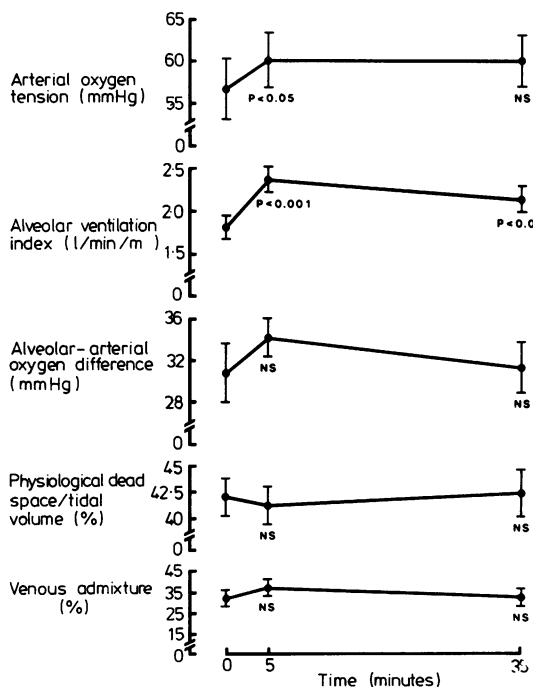 65
Arterial oxygen
tension (mmHg)
60
55
0
P<0.05
NS
2.5
Alveolar ventilation
index (l/min/m )
2.0
1.5
0
P<0.001
P<0.0
36
Alveolar-arterial
oxygen difference
(mmHg)
32
28
0
NS
NS
Physiological dead
space/tidal
volume (%)
45
42.5
40
0
NS
NS
Venous admixture
(%)
45
35
25
15
0
NS
NS
0 5 35
Time (minutes)